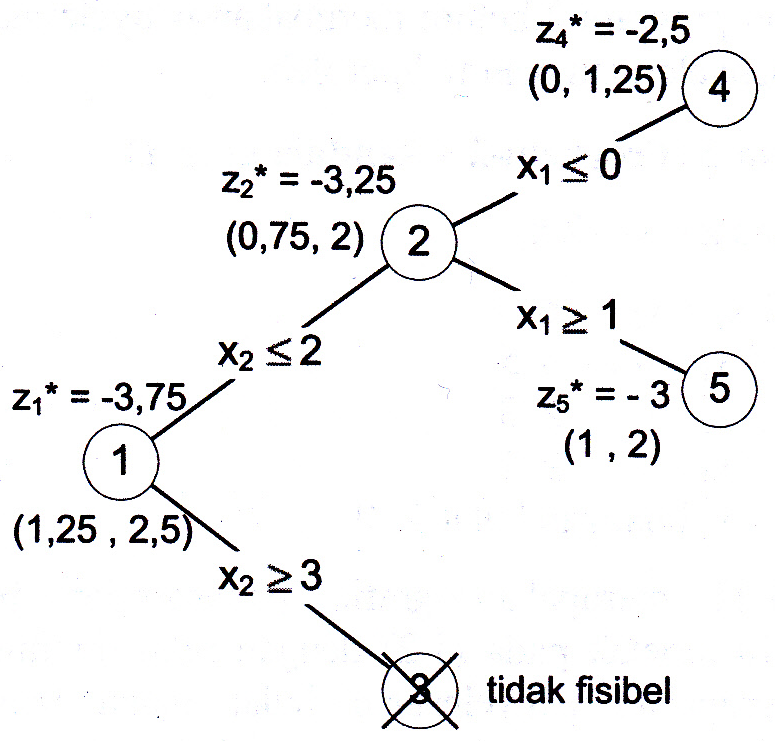 z₄* = -2,5
(0, 1,25)
4
x₁ ≤ 0
z₂* = -3,25
(0,75, 2)
2
x₁ ≥ 1
x₂ ≤ 2
z₁* = -3,75
z₅* = - 3
5
(1 , 2)
1
(1,25 , 2,5)
x₂ ≥ 3
3
tidak fisibel